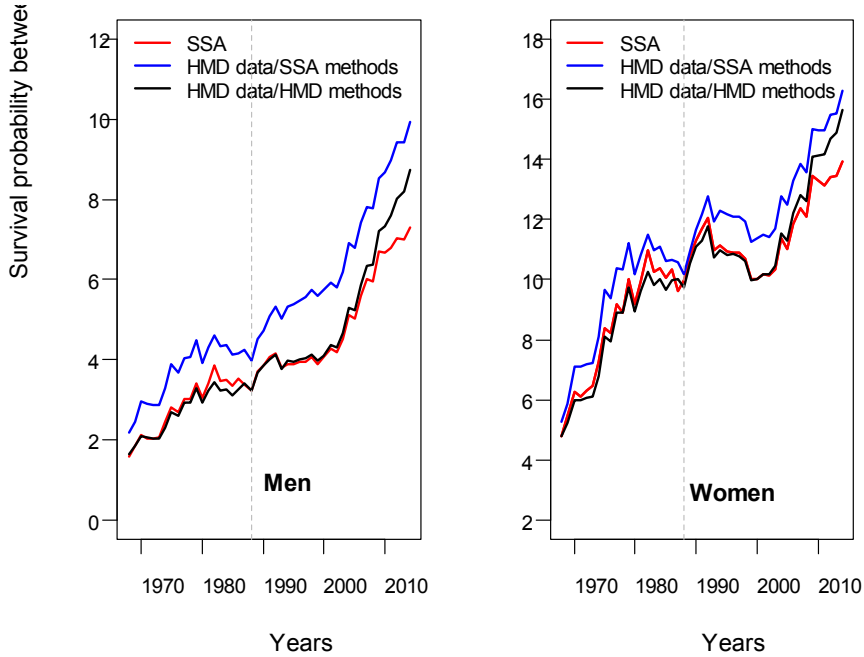 Survival probability betwe
SSA
HMD data/SSA methods
HMD data/HMD methods
12
10
8
6
4
2
0
Men
1970 1980 1990 2000 2010
Years
SSA
HMD data/SSA methods
HMD data/HMD methods
18
16
14
12
10
8
6
4
2
Women
1970 1980 1990 2000 2010
Years